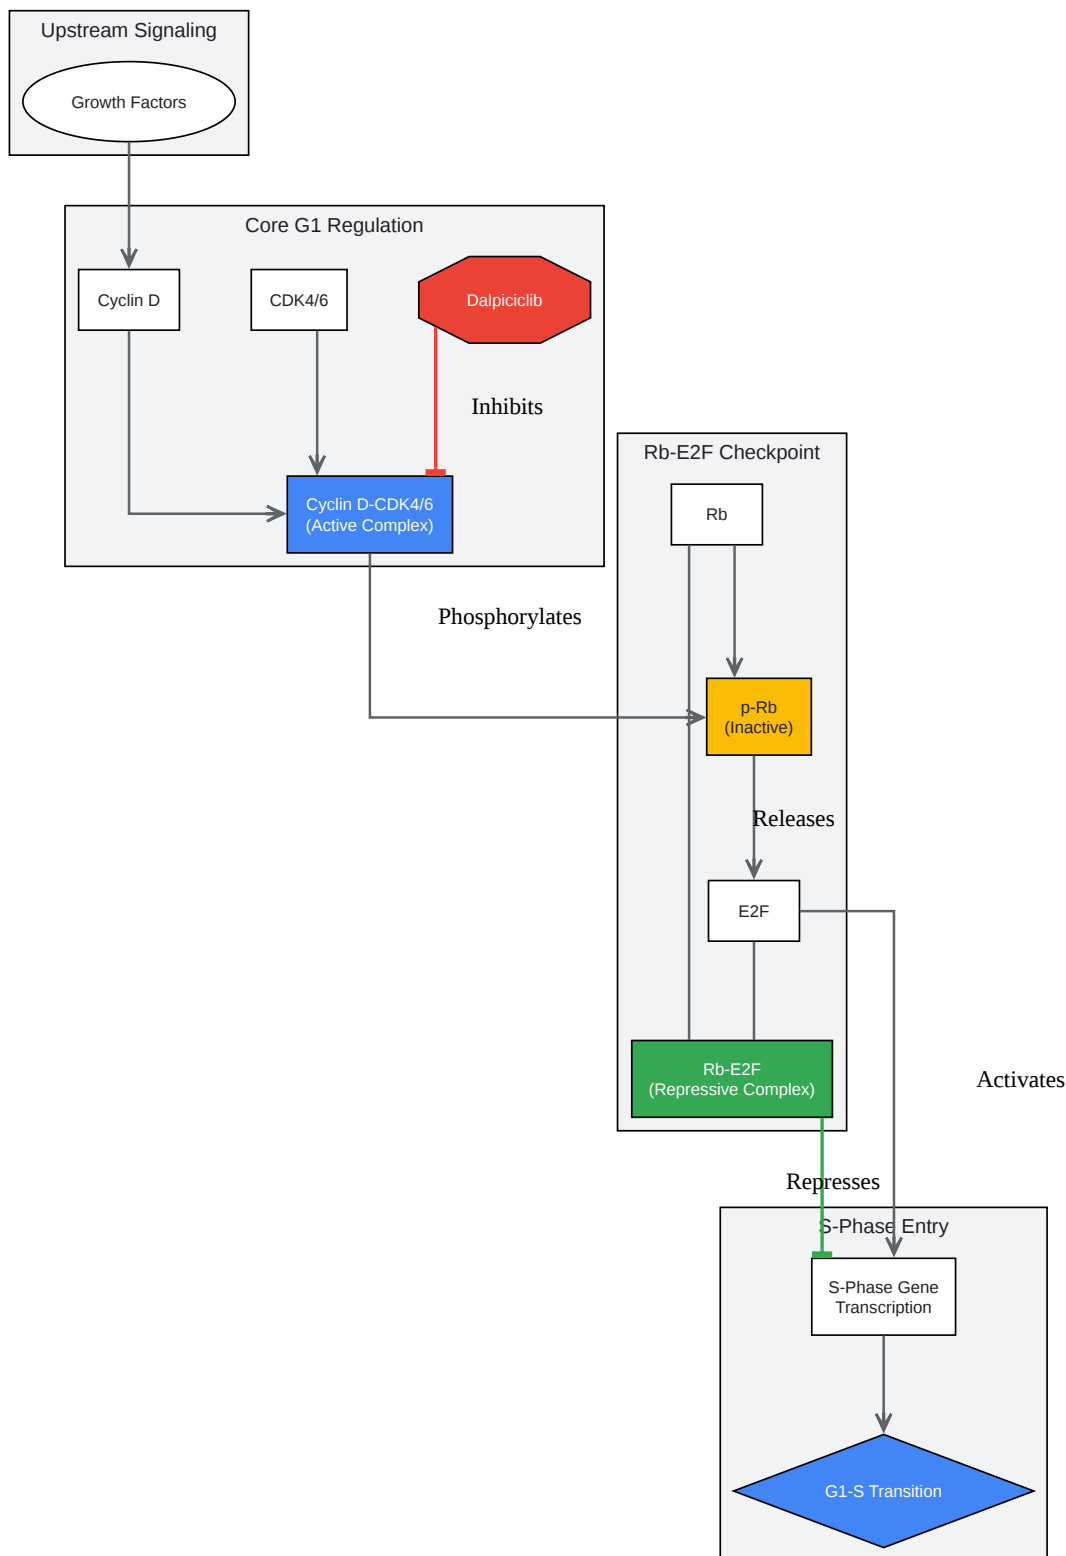 Upstream Signaling
Growth Factors
Core G1 Regulation
Cyclin D
CDK4/6
Dalpiciclib
Inhibits
Cyclin D-CDK4/6
(Active Complex)
Rb-E2F Checkpoint
Rb
Phosphorylates
p-Rb
(Inactive)
Releases
E2F
Rb-E2F
(Repressive Complex)
Activates
Represses
S-Phase Entry
S-Phase Gene
Transcription
G1-S Transition